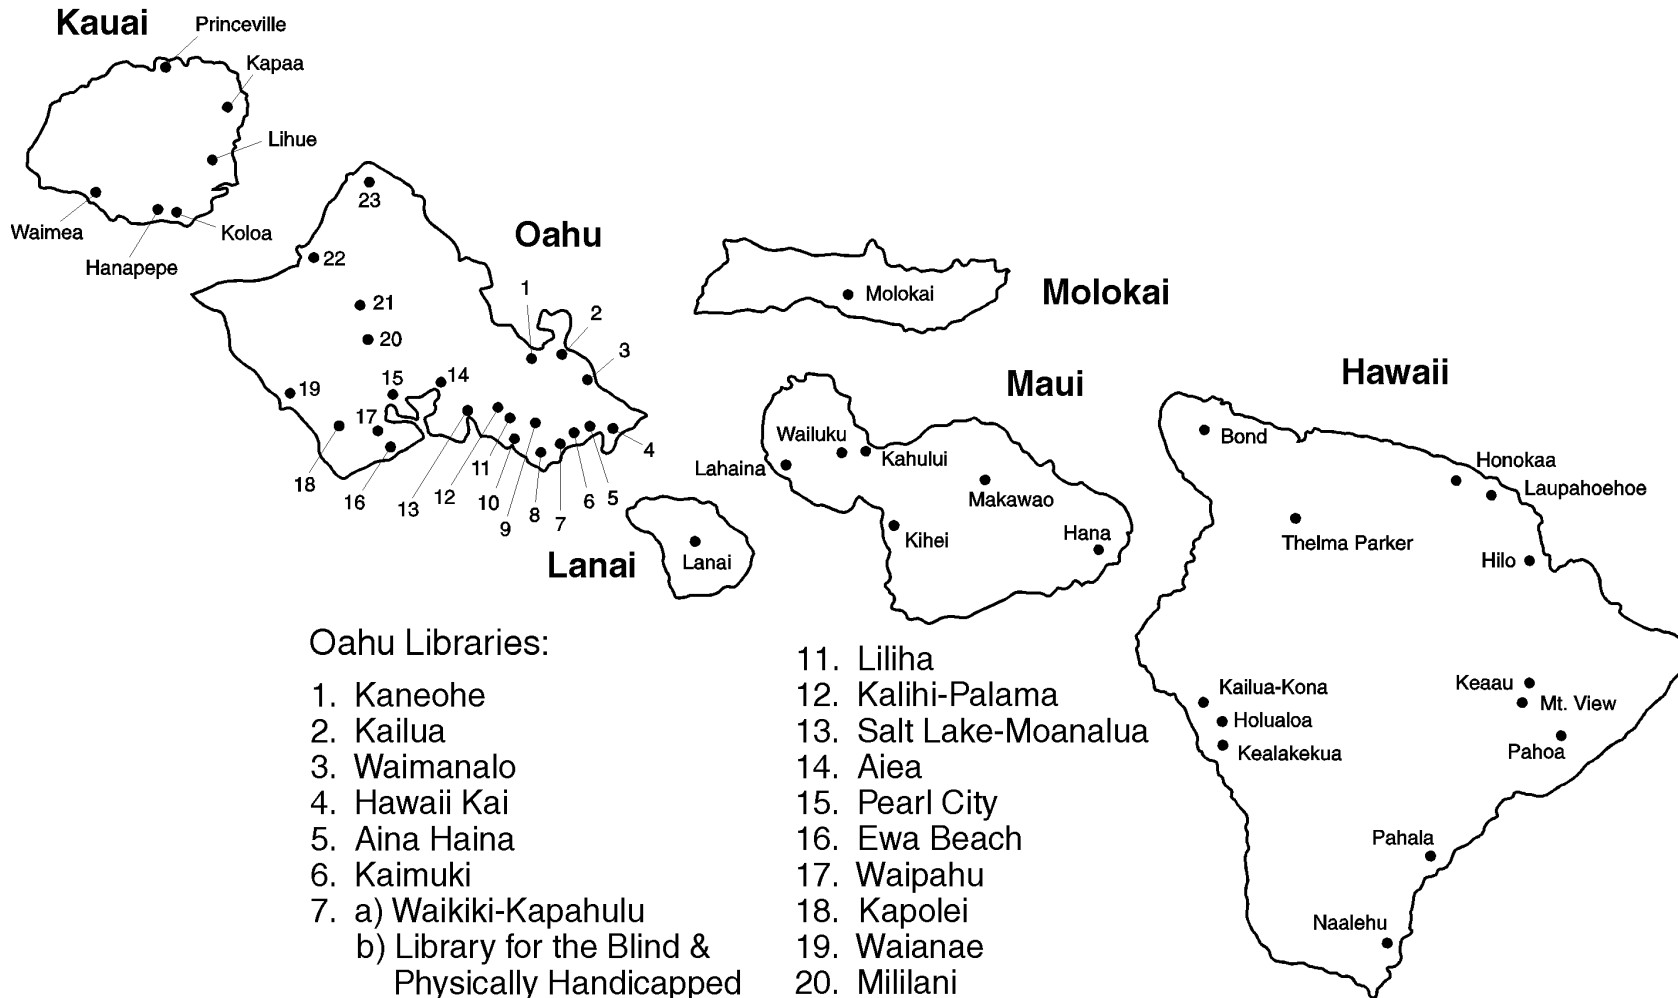 Kauai
Princeville
Kapaa
Lihue
Waimea
Koloa
Hanapepe
Oahu
23
22
21
20
19
18
17
16
15
14
13
12
11
10
9
8
7
6
5
4
3
2
1
Molokai
Molokai
Maui
Wailuku
Kahului
Lahaina
Makawao
Kihei
Hana
Lanai
Lanai
Hawaii
Bond
Honokaa
Laupahoehoe
Thelma Parker
Hilo
Kailua-Kona
Holualoa
Kealakekua
Keaau
Mt. View
Pahoa
Pahala
Naalehu
Oahu Libraries:
1. Kaneohe
2. Kailua
3. Waimanalo
4. Hawaii Kai
5. Aina Haina
6. Kaimuki
7. a) Waikiki-Kapahulu
b) Library for the Blind &
Physically Handicapped
11. Liliha
12. Kalihi-Palama
13. Salt Lake-Moanalua
14. Aiea
15. Pearl City
16. Ewa Beach
17. Waipahu
18. Kapolei
19. Waianae
20. Mililani